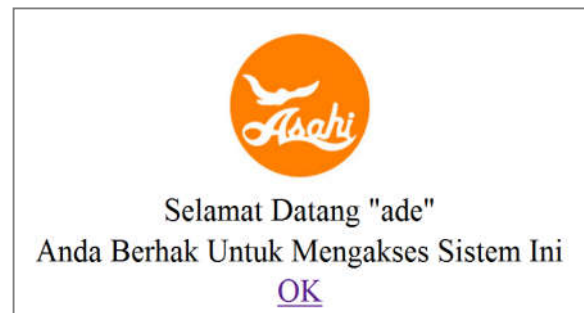 Asahi
Selamat Datang "ade"
Anda Berhak Untuk Mengakses Sistem Ini
OK